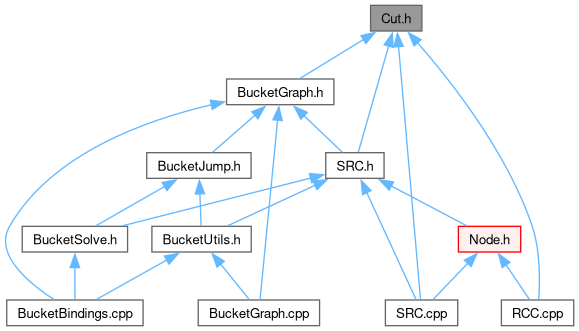 Cut.h
BucketGraph.h
BucketJump.h
SRC.h
BucketSolve.h
BucketUtils.h
Node.h
BucketBindings.cpp
BucketGraph.cpp
SRC.cpp
RCC.cpp